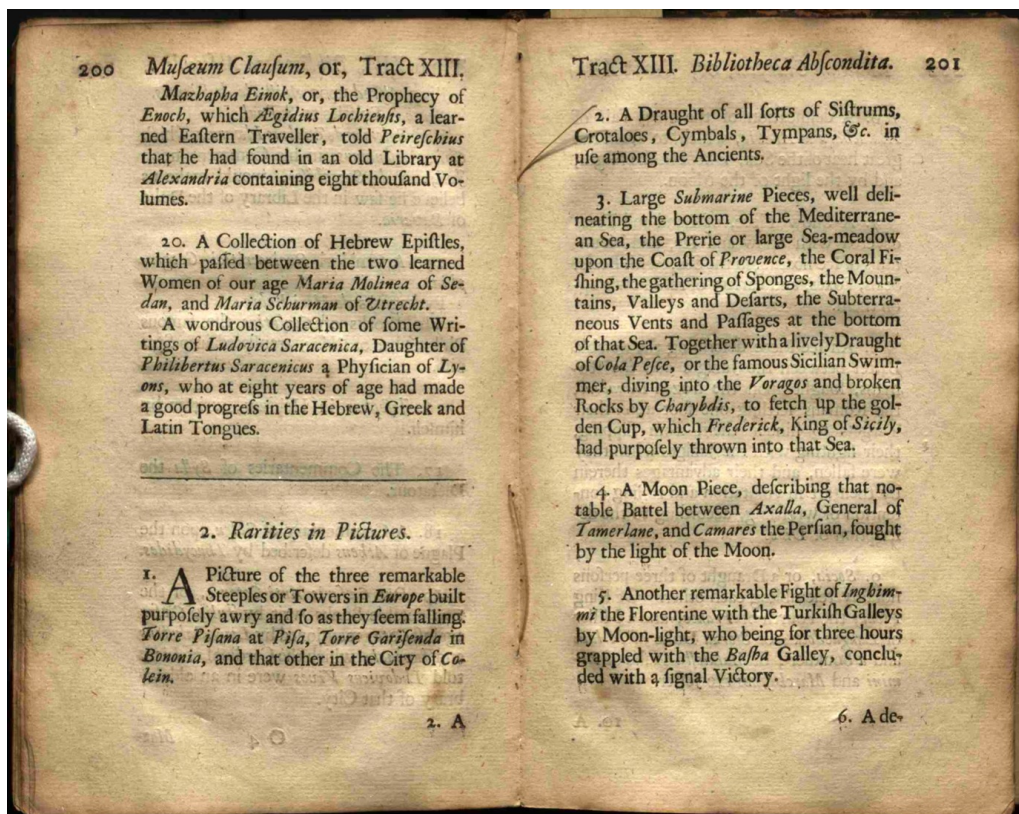 200 Muſæum Clauſum, or, Tract XIII.
Mazhapha Einok, or, the Prophecy of
Enoch, which Ægidius Lochienſis, a lear-
ned Eaſtern Traveller, told Peireſchius
that he had found in an old Library at
Alexandria containing eight thouſand Vo-
lumes.
20. A Collection of Hebrew Epiſtles,
which paſſed between the two learned
Women of our age Maria Molinea of Se-
dan, and Maria Schurman of Utrecht.
A wondrous Collection of ſome Wri-
tings of Ludovica Saracenica, Daughter of
Philibertus Saracenicus a Phyſician of Ly-
ons, who at eight years of age had made
a good progreſs in the Hebrew, Greek and
Latin Tongues.
2. Rarities in Pictures.
1. A Picture of the three remarkable
Steeples or Towers in Europe built
purpoſely awry and ſo as they ſeem falling.
Torre Piſana at Piſa, Torre Gariſenda in
Bononia, and that other in the City of Co-
lein.
2. A
Tract XIII. Bibliotheca Abſcondita. 201
2. A Draught of all ſorts of Siſtrums,
Crotaloes, Cymbals, Tympans, &c. in
uſe among the Ancients.
3. Large Submarine Pieces, well deli-
neating the bottom of the Mediterrane-
an Sea, the Prerie or large Sea-meadow
upon the Coaſt of Provence, the Coral Fi-
ſhing, the gathering of Sponges, the Moun-
tains, Valleys and Deſarts, the Subterra-
neous Vents and Paſſages at the bottom
of that Sea. Together with a lively Draught
of Cola Peſce, or the famous Sicilian Swim-
mer, diving into the Voragos and broken
Rocks by Charybdis, to fetch up the gol-
den Cup, which Frederick, King of Sicily,
had purpoſely thrown into that Sea.
4. A Moon Piece, deſcribing that no-
table Battel between Axalla, General of
Tamerlane, and Camares the Perſian, fought
by the light of the Moon.
5. Another remarkable Fight of Inghim-
mi the Florentine with the Turkiſh Galleys
by Moon-light, who being for three hours
grappled with the Baſha Galley, conclu-
ded with a ſignal Victory.
6. A de-